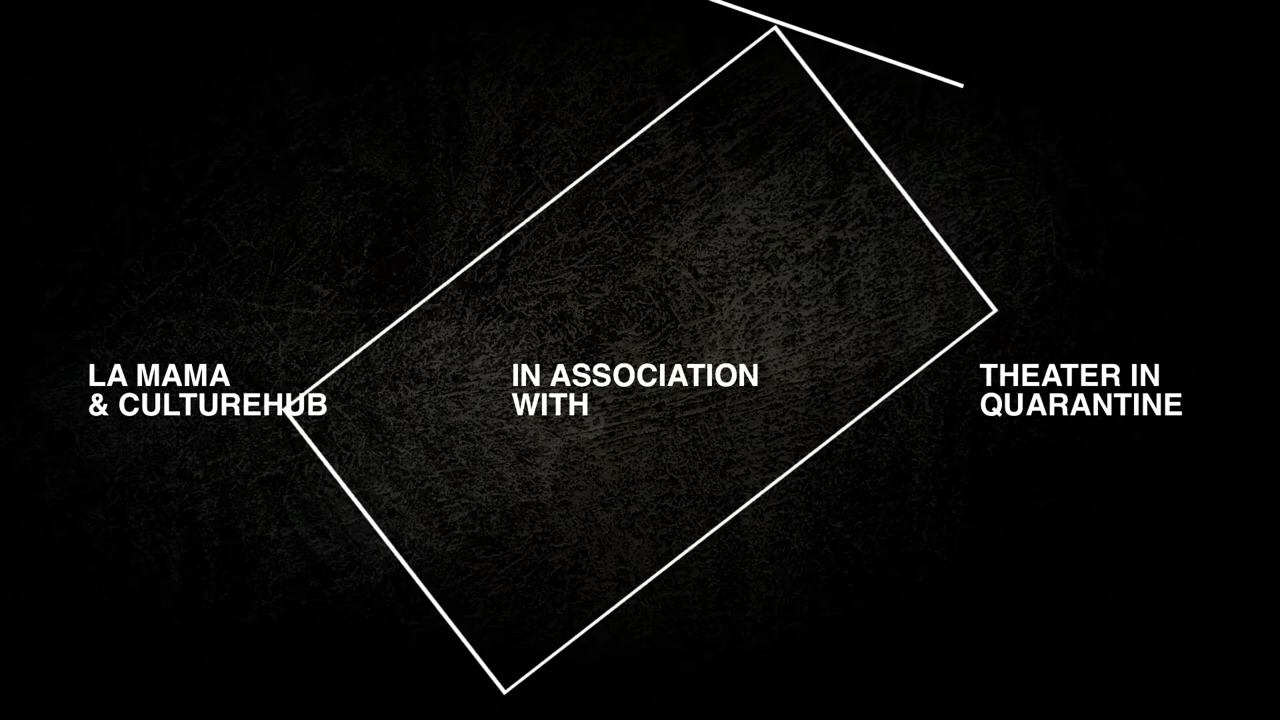 LA MAMA
& CULTUREHUB
IN ASSOCIATION
WITH
THEATER IN
QUARANTINE